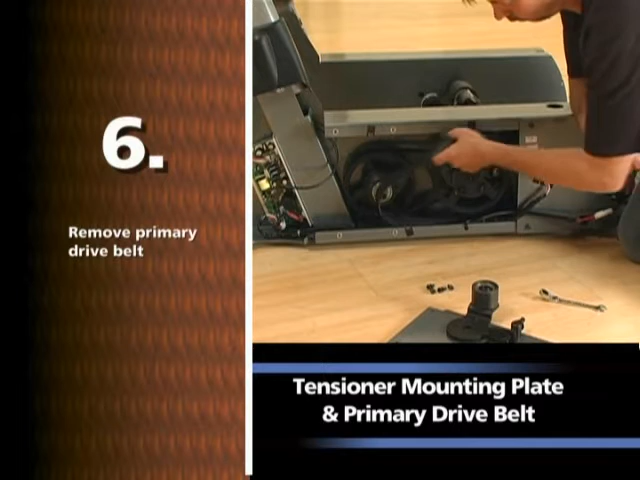 6.
Remove primary
drive belt
Tensioner Mounting Plate
& Primary Drive Belt